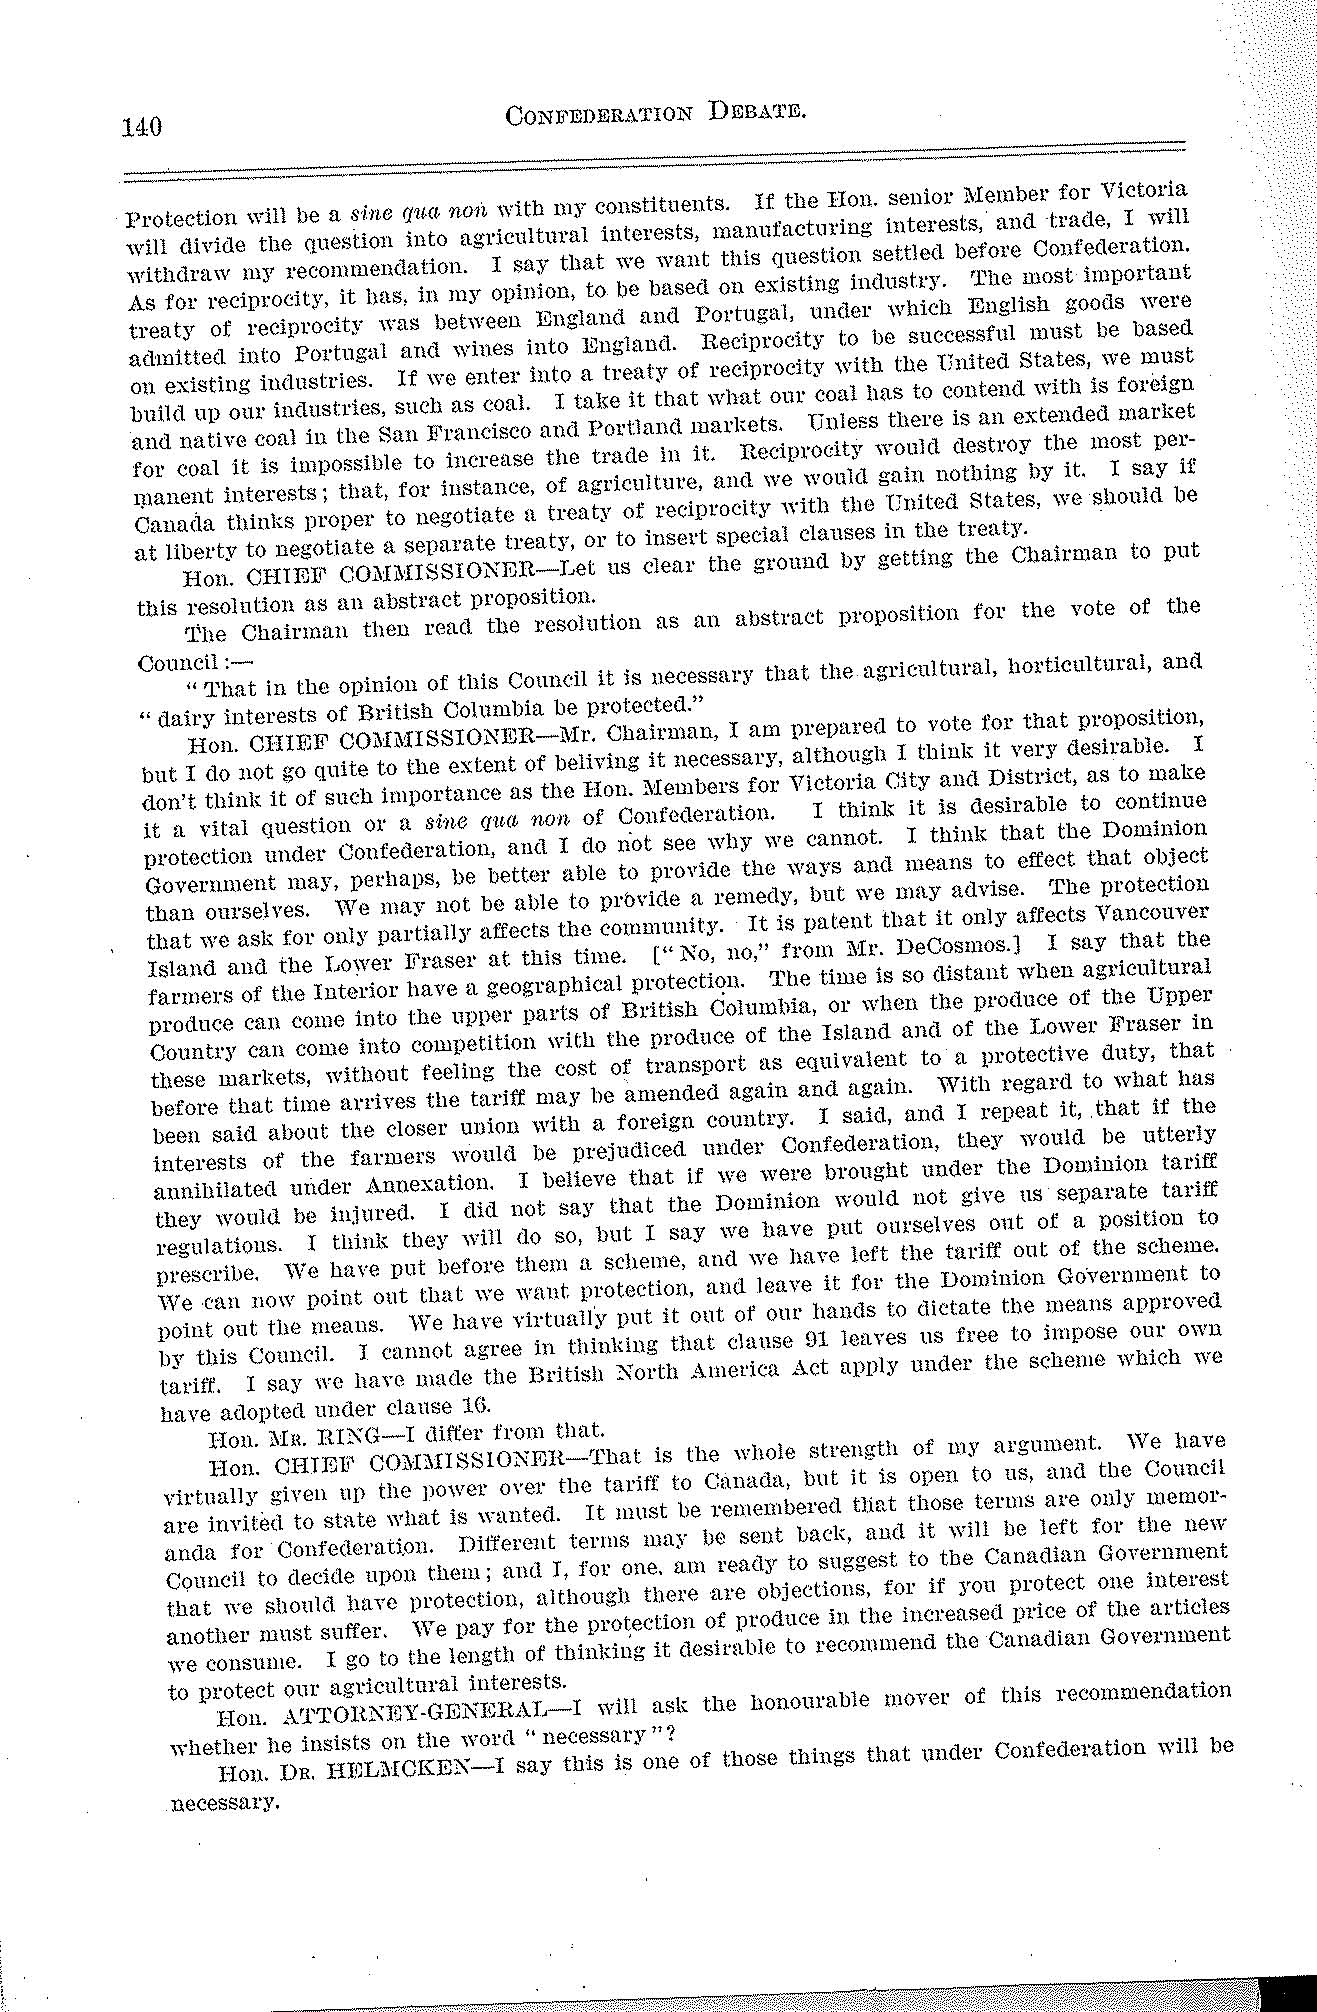 140
CONFEDERATION DEBATE.
Protection will be a sine qua non with my constituents. If the Hon. senior Member for Victoria
will divide the question into agricultural interests, manufacturing interests, and trade, I will
withdraw my recommendation. I say that we want this question settled before Confederation.
As for reciprocity, it has, in my opinion, to be based on existing industry. The most important
treaty of reciprocity was between England and Portugal, under which English goods were
admitted into Portugal and wines into England. Reciprocity to be successful must be based
on existing industries. If we enter into a treaty of reciprocity with the United States, we must
build up our industries, such as coal. I take it that what our coal has to contend with is foreign
and native coal in the San Francisco and Portland markets. Unless there is an extended market
for coal it is impossible to increase the trade in it. Reciprocity would destroy the most per-
manent interests; that, for instance, of agriculture, and we would gain nothing by it. I say if
Canada thinks proper to negotiate a treaty of reciprocity with the United States, we should be
at liberty to negotiate a separate treaty, or to insert special clauses in the treaty.
Hon. CHIEF COMMISSIONER—Let us clear the ground by getting the Chairman to put
this resolution as an abstract proposition.
The Chairman then read the resolution as an abstract proposition for the vote of the
Council:—
"That in the opinion of this Council it is necessary that the agricultural, horticultural, and
"dairy interests of British Columbia be protected."
Hon. CHIEF COMMISSIONER—Mr. Chairman, I am prepared to vote for that proposition,
but I do not go quite to the extent of beliving it necessary, although I think it very desirable. I
don't think it of such importance as the Hon. Members for Victoria City and District, as to make
it a vital question or a sine qua non of Confederation. I think it is desirable to continue
protection under Confederation, and I do not see why we cannot. I think that the Dominion
Government may, perhaps, be better able to provide the ways and means to effect that object
than ourselves. We may not be able to provide a remedy, but we may advise. The protection
that we ask for only partially affects the community. It is patent that it only affects Vancouver
Island and the Lower Fraser at this time. ["No, no," from Mr. DeCosmos.] I say that the
farmers of the Interior have a geographical protection. The time is so distant when agricultural
produce can come into the upper parts of British Columbia, or when the produce of the Upper
Country can come into competition with the produce of the Island and of the Lower Fraser in
these markets, without feeling the cost of transport as equivalent to a protective duty, that
before that time arrives the tariff may be amended again and again. With regard to what has
been said about the closer union with a foreign country. I said, and I repeat it, that if the
interests of the farmers would be prejudiced under Confederation, they would be utterly
annihilated under Annexation. I believe that if we were brought under the Dominion tariff
they would be injured. I did not say that the Dominion would not give us separate tariff
regulations. I think they will do so, but I say we have put ourselves out of a position to
prescribe. We have put before them a scheme, and we have left the tariff out of the scheme.
We can now point out that we want protection, and leave it for the Dominion Government to
point out the means. We have virtually put it out of our hands to dictate the means approved
by this Council. I cannot agree in thinking that clause 91 leaves us free to impose our own
tariff. I say we have made the British North America Act apply under the scheme which we
have adopted under clause 16.
Hon. MR. RING—I differ from that.
Hon. CHIEF COMMISSIONER—That is the whole strength of my argument. We have
virtually given up the power over the tariff to Canada, but it is open to us, and the Council
are invited to state what is wanted. It must be remembered that those terms are only memor-
anda for Confederation. Different terms may be sent back, and it will be left for the new
Council to decide upon them; and I, for one, am ready to suggest to the Canadian Government
that we should have protection, although there are objections, for if you protect one interest
another must suffer. We pay for the protection of produce in the increased price of the articles
we consume. I go to the length of thinking it desirable to recommend the Canadian Government
to protect our agricultural interests.
Hon. ATTORNEY-GENERAL—I will ask the honourable mover of this recommendation
whether he insists on the word "necessary"?
Hon. DR. HELMCKEN—I say this is one of those things that under Confederation will be
necessary.